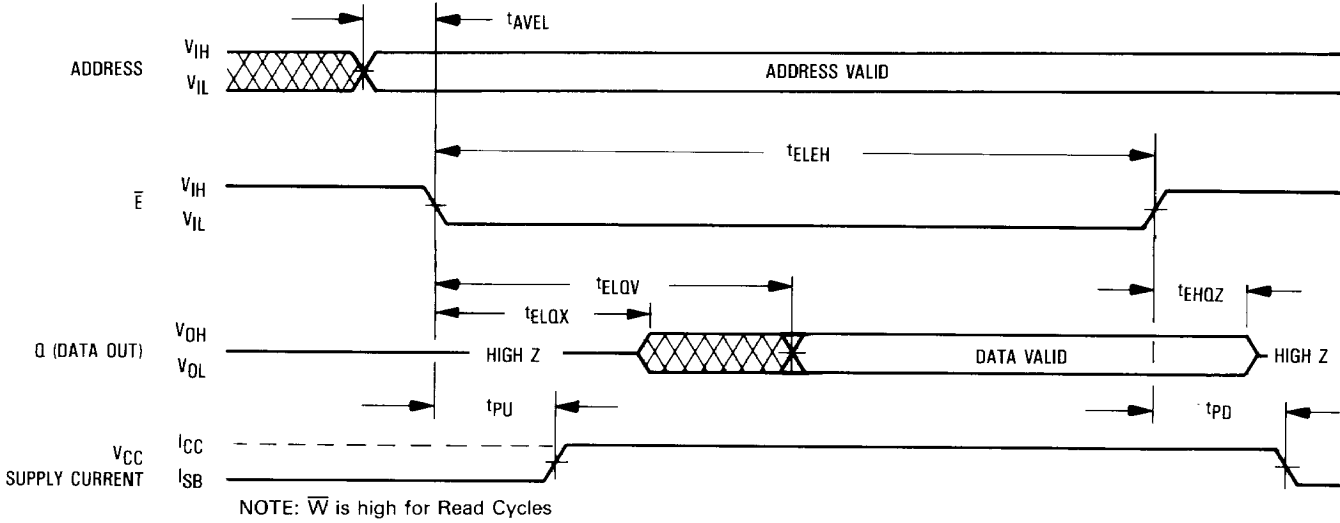 tAVEL
ADDRESS
VIH
VIL
ADDRESS VALID
tELEH
E̅
VIH
VIL
tELQV
tEHQZ
tELQX
Q (DATA OUT)
VOH
VOL
HIGH Z
DATA VALID
HIGH Z
tPU
tPD
VCC
SUPPLY CURRENT
ICC
ISB
NOTE: W̅ is high for Read Cycles